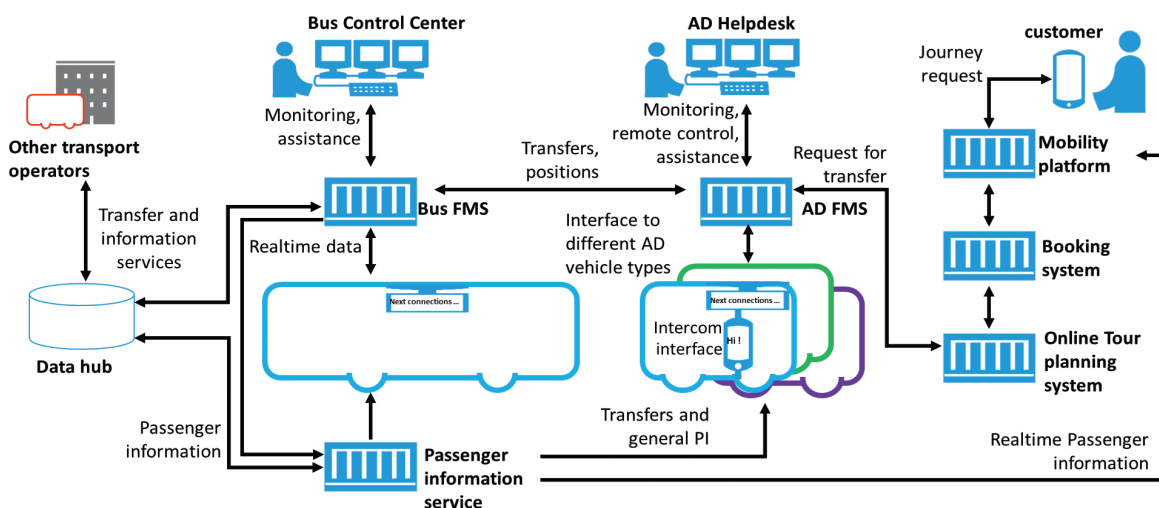 Bus Control Center
AD Helpdesk
customer
Journey
request
Monitoring,
assistance
Monitoring,
remote control,
assistance
Other transport
operators
Transfers,
positions
Request for
transfer
Mobility
platform
Bus FMS
AD FMS
Transfer and
information
services
Realtime data
Interface to
different AD
vehicle types
Booking
system
Next connections ...
Next connections ...
Intercom
interface
Hi !
Data hub
Online Tour
planning
system
Passenger
information
Transfers and
general PI
Passenger
information
service
Realtime Passenger
information